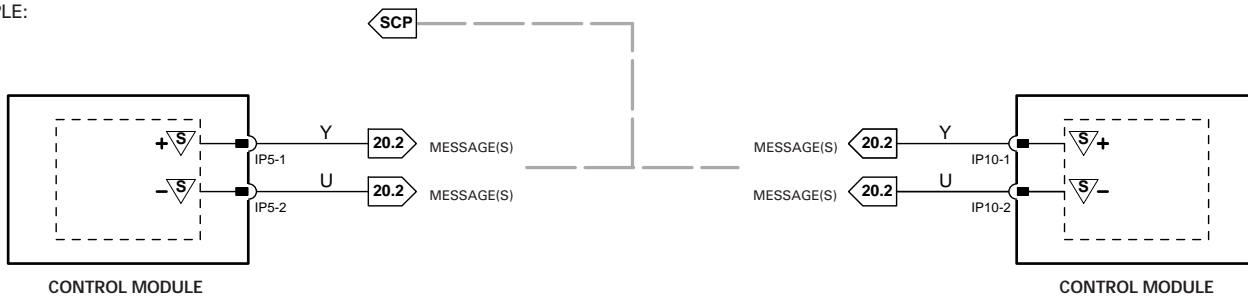 PLE:
SCP
+ S Y 20.2 MESSAGE(S)
IP5-1
– S U 20.2 MESSAGE(S)
IP5-2
CONTROL MODULE
MESSAGE(S) 20.2 Y S +
IP10-1
MESSAGE(S) 20.2 U S –
IP10-2
CONTROL MODULE